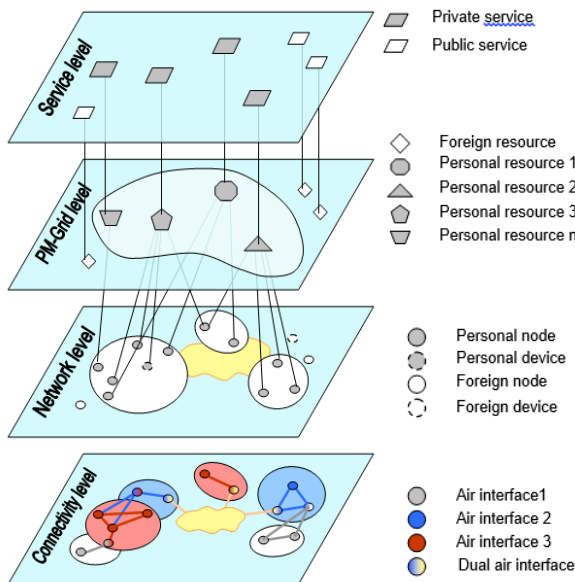 Service level
Private service
Public service
PM-Grid level
Foreign resource
Personal resource 1
Personal resource 2
Personal resource 3
Personal resource n
Network level
Personal node
Personal device
Foreign node
Foreign device
Connectivity level
Air interface1
Air interface 2
Air interface 3
Dual air interface